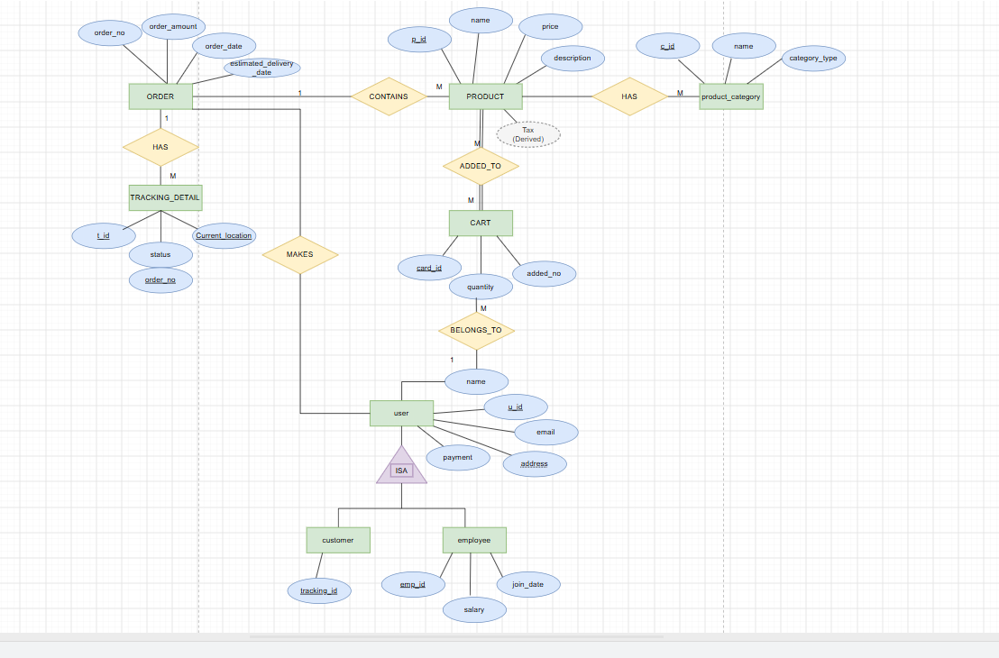 order_no
order_amount
order_date
estimated_delivery
_date
p_id
name
price
description
c_id
name
category_type
ORDER
1
CONTAINS
M
PRODUCT
HAS
M
product_category
1
HAS
M
TRACKING_DETAIL
t_id
Current_location
status
order_no
MAKES
Tax
(Derived)
M
ADDED_TO
M
CART
card_id
added_no
quantity
M
BELONGS_TO
1
name
user
u_id
email
payment
address
ISA
customer
employee
tracking_id
emp_id
join_date
salary